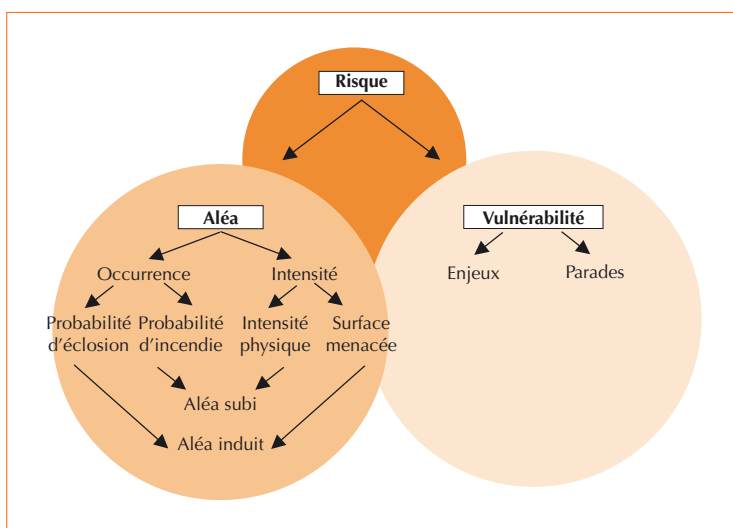 Risque
Aléa
Vulnérabilité
Occurrence
Intensité
Enjeux
Parades
Probabilité
d'éclosion
Probabilité
d'incendie
Intensité
physique
Surface
menacée
Aléa subi
Aléa induit